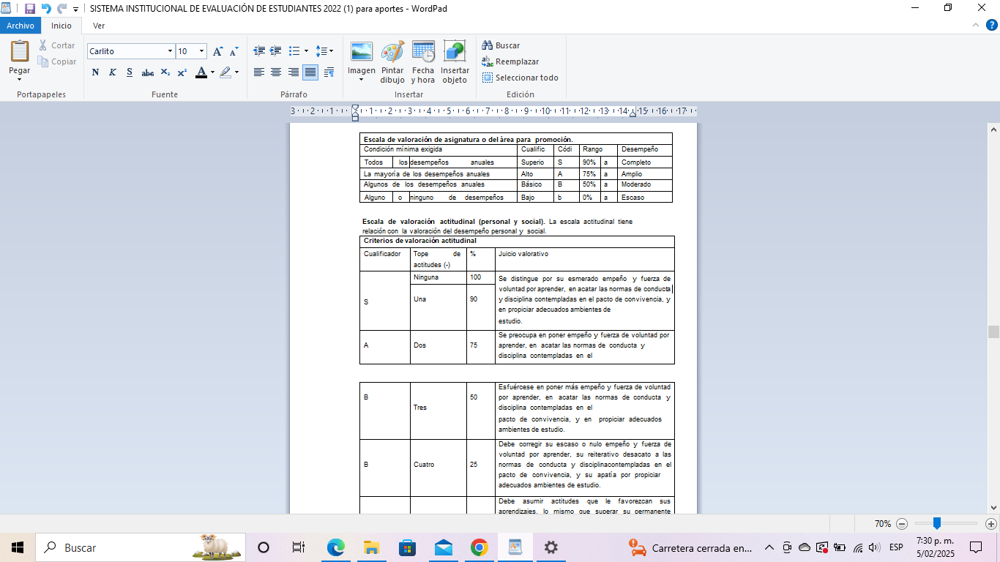 SISTEMA INSTITUCIONAL DE EVALUACIÓN DE ESTUDIANTES 2022 (1) para aportes - WordPad
Archivo Inicio Ver
Pegar
Cortar
Copiar
Portapapeles
Carlito 10
N K S abc X₂ X² A
Fuente
Párrafo
Imagen
Pintar dibujo
Fecha y hora
Insertar objeto
Insertar
Buscar
Reemplazar
Seleccionar todo
Edición
3 2 1 1 2 3 4 5 6 7 8 9 10 11 12 13 14 15 16 17
Escala de valoración de asignatura o del área para promoción.
Condición mínima exigida Cualific Códi Rango Desempeño
Todos los desempeños anuales Superio S 90% a Completo
La mayoría de los desempeños anuales Alto A 75% a Amplio
Algunos de los desempeños anuales Básico B 50% a Moderado
Alguno o ninguno de desempeños Bajo b 0% a Escaso
Escala de valoración actitudinal (personal y social). La escala actitudinal tiene
relación con la valoración del desempeño personal y social.
Criterios de valoración actitudinal
Cualificador Tope de actitudes (-) % Juicio valorativo
S
Ninguna 100
Una 90
Se distingue por su esmerado empeño y fuerza de
voluntad por aprender, en acatar las normas de conducta
y disciplina contempladas en el pacto de convivencia, y
en propiciar adecuados ambientes de
estudio.
A Dos 75
Se preocupa en poner empeño y fuerza de voluntad por
aprender, en acatar las normas de conducta y
disciplina contempladas en el
B Tres 50
Esfuércese en poner más empeño y fuerza de voluntad
por aprender, en acatar las normas de conducta y
disciplina contempladas en el
pacto de convivencia, y en propiciar adecuados
ambientes de estudio.
B Cuatro 25
Debe corregir su escaso o nulo empeño y fuerza de
voluntad por aprender, su reiterativo desacato a las
normas de conducta y disciplinacontempladas en el
pacto de convivencia, y su apatía por propiciar
adecuados ambientes de estudio.
Debe asumir actitudes que le favorezcan sus
aprendizajes, lo mismo que superar su permanente
70%
Buscar
Carretera cerrada en...
ESP
7:30 p. m.
5/02/2025